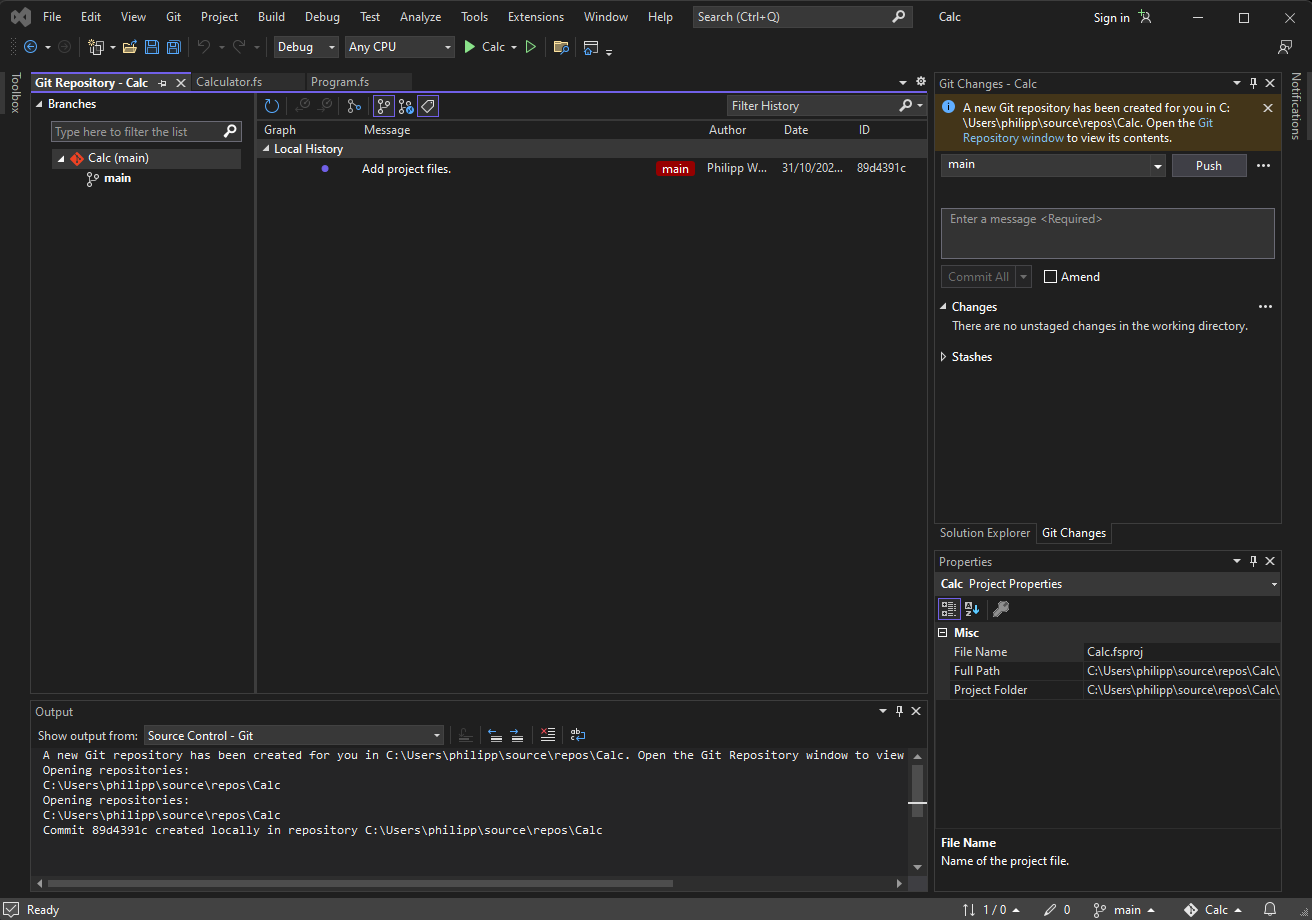 File Edit View Git Project Build Debug Test Analyze Tools Extensions Window Help Search (Ctrl+Q) Calc Sign in
Debug Any CPU Calc
Toolbox
Git Repository - Calc Calculator.fs Program.fs
Branches
Type here to filter the list
Calc (main)
main
Filter History
Graph Message Author Date ID
Local History
Add project files. main Philipp W... 31/10/202... 89d4391c
Git Changes - Calc
A new Git repository has been created for you in C:
\Users\philipp\source\repos\Calc. Open the Git
Repository window to view its contents.
main Push
Enter a message <Required>
Commit All Amend
Changes
There are no unstaged changes in the working directory.
Stashes
Solution Explorer Git Changes
Notifications
Properties
Calc Project Properties
Misc
File Name Calc.fsproj
Full Path C:\Users\philipp\source\repos\Calc\
Project Folder C:\Users\philipp\source\repos\Calc\
File Name
Name of the project file.
Output
Show output from: Source Control - Git
A new Git repository has been created for you in C:\Users\philipp\source\repos\Calc. Open the Git Repository window to view
Opening repositories:
C:\Users\philipp\source\repos\Calc
Opening repositories:
C:\Users\philipp\source\repos\Calc
Commit 89d4391c created locally in repository C:\Users\philipp\source\repos\Calc
Ready 1 / 0 0 main Calc